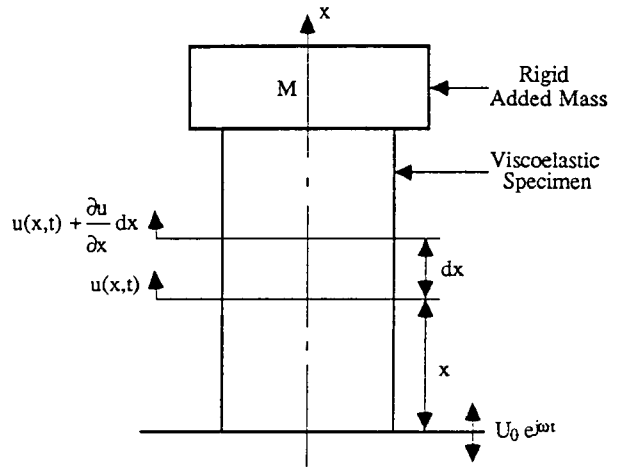 x
M
Rigid
Added Mass
Viscoelastic
Specimen
u(x,t) + ∂u/∂x dx
dx
u(x,t)
x
U₀ e^jωt